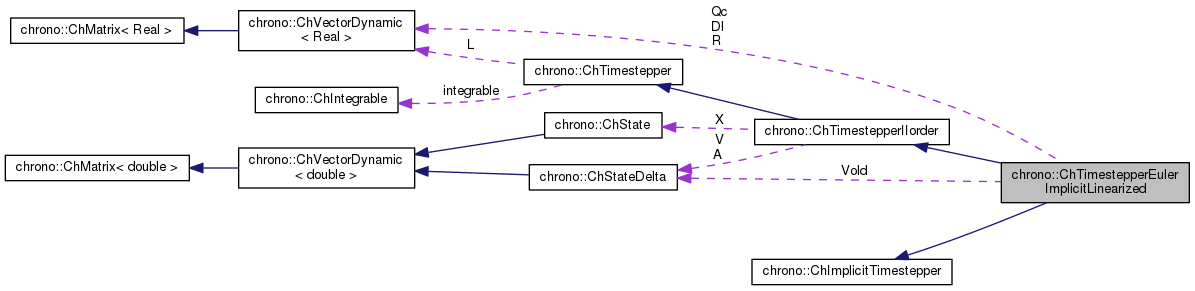 chrono::ChMatrix< Real >
chrono::ChVectorDynamic
< Real >
Qc
Dl
R
L
chrono::ChTimestepper
integrable
chrono::ChIntegrable
chrono::ChState
X
chrono::ChTimestepperIIorder
V
A
chrono::ChMatrix< double >
chrono::ChVectorDynamic
< double >
chrono::ChStateDelta
Vold
chrono::ChTimestepperEuler
ImplicitLinearized
chrono::ChImplicitTimestepper